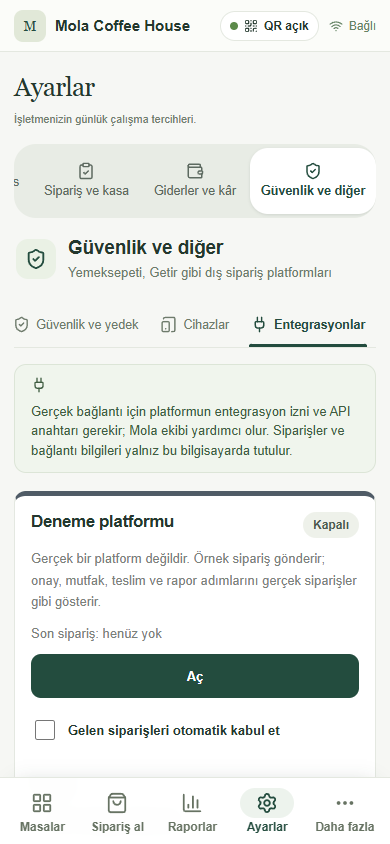 M
Mola Coffee House
QR açık
Bağlı
Ayarlar
İşletmenizin günlük çalışma tercihleri.
s
Sipariş ve kasa
Giderler ve kâr
Güvenlik ve diğer
Güvenlik ve diğer
Yemeksepeti, Getir gibi dış sipariş platformları
Güvenlik ve yedek
Cihazlar
Entegrasyonlar
Gerçek bağlantı için platformun entegrasyon izni ve API
anahtarı gerekir; Mola ekibi yardımcı olur. Siparişler ve
bağlantı bilgileri yalnız bu bilgisayarda tutulur.
Deneme platformu
Kapalı
Gerçek bir platform değildir. Örnek sipariş gönderir;
onay, mutfak, teslim ve rapor adımlarını gerçek siparişler
gibi gösterir.
Son sipariş: henüz yok
Aç
Gelen siparişleri otomatik kabul et
Masalar
Sipariş al
Raporlar
Ayarlar
Daha fazla